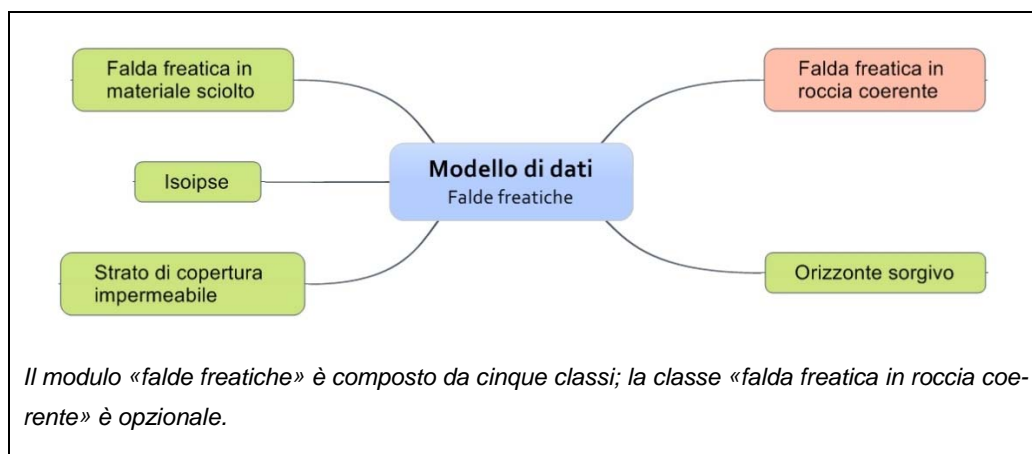 Falda freatica in
materiale sciolto
Falda freatica in
roccia coerente
Modello di dati
Falde freatiche
Isoipse
Strato di copertura
impermeabile
Orizzonte sorgivo
Il modulo «falde freatiche» è composto da cinque classi; la classe «falda freatica in roccia coe-
rente» è opzionale.